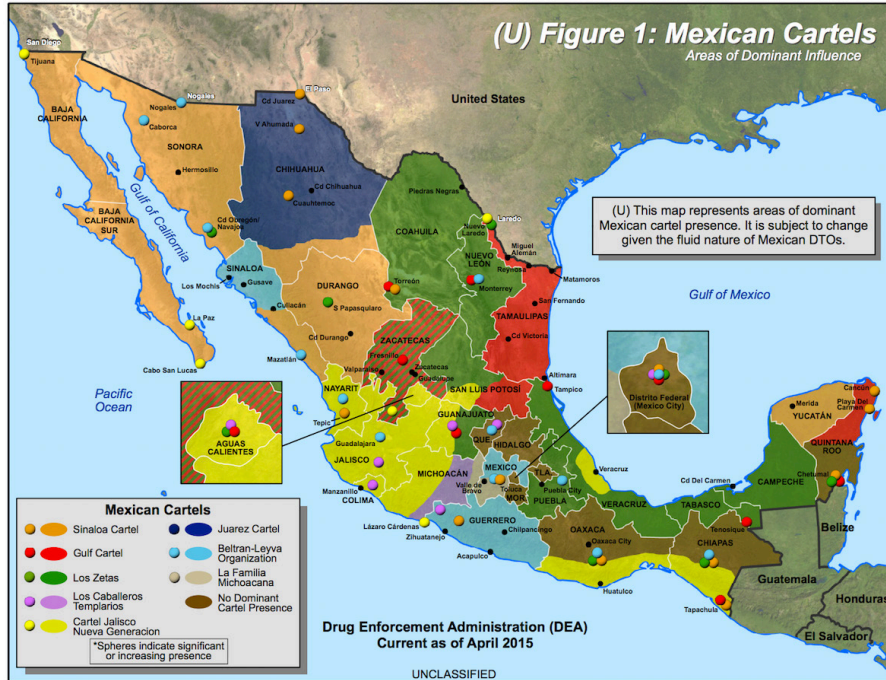 (U) Figure 1: Mexican Cartels
Areas of Dominant Influence
San Diego
Tijuana
BAJA
CALIFORNIA
Nogales
Nogales
Caborca
SONORA
Hermosillo
Gulf of California
BAJA
CALIFORNIA
SUR
El Paso
Cd Juarez
V Ahumada
CHIHUAHUA
Cd Chihuahua
Cuauhtemoc
United States
Cd Obregón/
Navajos
Piedras Negras
COAHUILA
Laredo
Nuevo
Laredo
Miguel
Alemán
NUEVO
LEÓN
Reynosa
Matamoros
Monterrey
(U) This map represents areas of dominant
Mexican cartel presence. It is subject to change
given the fluid nature of Mexican DTOs.
SINALOA
Los Mochis
Gusave
Culiacán
DURANGO
S Papasquiaro
Torreón
Cd Durango
San Fernando
TAMAULIPAS
Cd Victoria
Gulf of Mexico
La Paz
Cabo San Lucas
Mazatlán
ZACATECAS
Fresnillo
Valparaiso
Zacatecas
Guadalupe
Pacific
Ocean
NAYARIT
Tepic
SAN LUIS POTOSÍ
Altimara
Tampico
Distrito Federal
(Mexico City)
Cancún
Playa Del
Carmen
Merida
YUCATÁN
QUINTANA
ROO
AGUAS
CALIENTES
Guadalajara
JALISCO
GUANAJUATO
QUE
HIDALGO
MICHOACÁN
MEXICO
Toluca
Valle de
Bravo
MOR
TLA
Puebla City
PUEBLA
Veracruz
VERACRUZ
Cd Del Carmen
CAMPECHE
Chetumal
TABASCO
Tenosique
Belize
Manzanillo
COLIMA
Lázaro Cárdenas
Zihuatanejo
GUERRERO
Chilpancingo
Acapulco
OAXACA
Oaxaca City
Huatulco
CHIAPAS
Tapachula
Guatemala
Honduras
El Salvador
Mexican Cartels
Sinaloa Cartel
Juarez Cartel
Gulf Cartel
Beltran-Leyva
Organization
Los Zetas
La Familia
Michoacana
Los Caballeros
Templarios
No Dominant
Cartel Presence
Cartel Jalisco
Nueva Generacion
*Spheres indicate significant
or increasing presence
Drug Enforcement Administration (DEA)
Current as of April 2015
UNCLASSIFIED